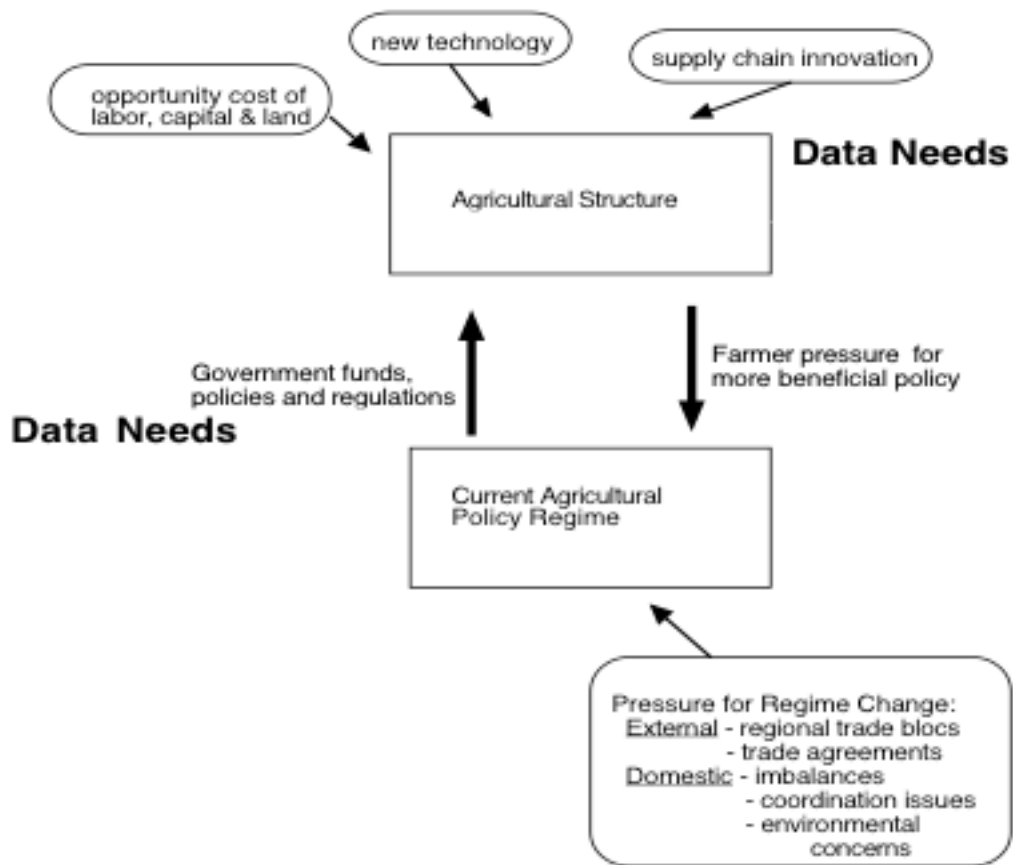 new technology
supply chain innovation
opportunity cost of
labor, capital & land
Data Needs
Agricultural Structure
Government funds,
policies and regulations
Farmer pressure for
more beneficial policy
Data Needs
Current Agricultural
Policy Regime
Pressure for Regime Change:
External - regional trade blocs
- trade agreements
Domestic - imbalances
- coordination issues
- environmental
concerns